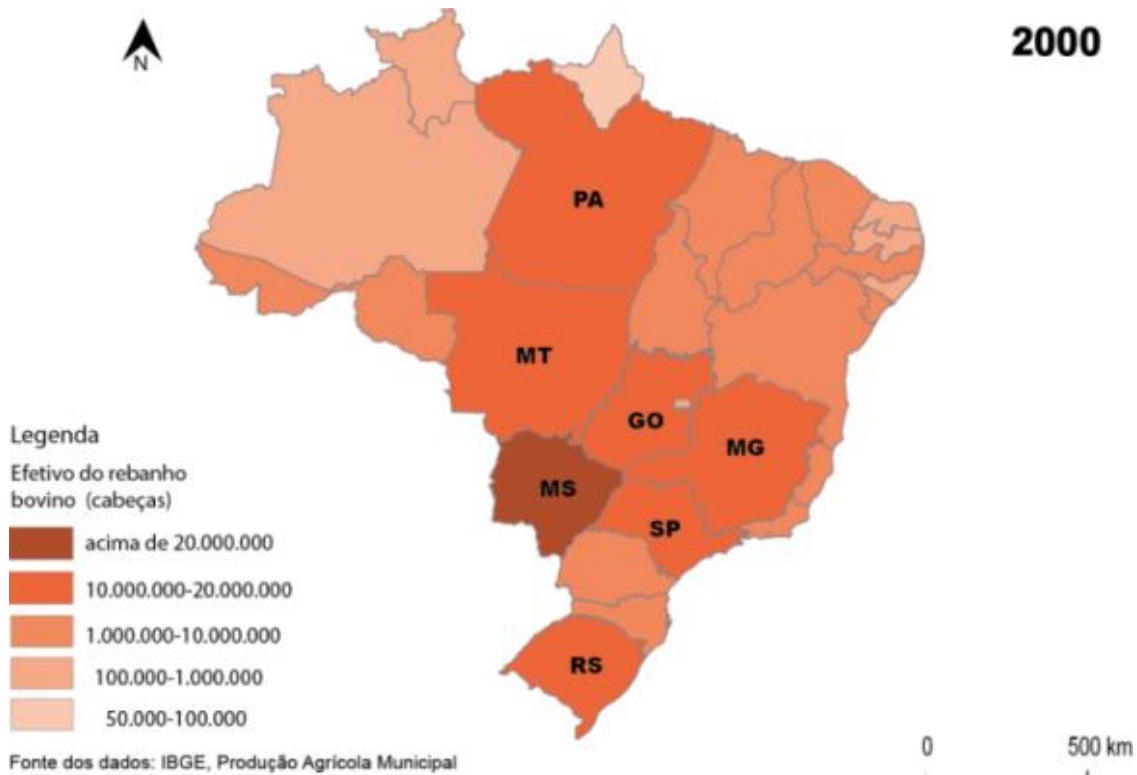 2000
N
PA
MT
GO
MG
MS
SP
RS
Legenda
Efetivo do rebanho
bovino (cabeças)
acima de 20.000.000
10.000.000-20.000.000
1.000.000-10.000.000
100.000-1.000.000
50.000-100.000
Fonte dos dados: IBGE, Produção Agrícola Municipal
0 500 km